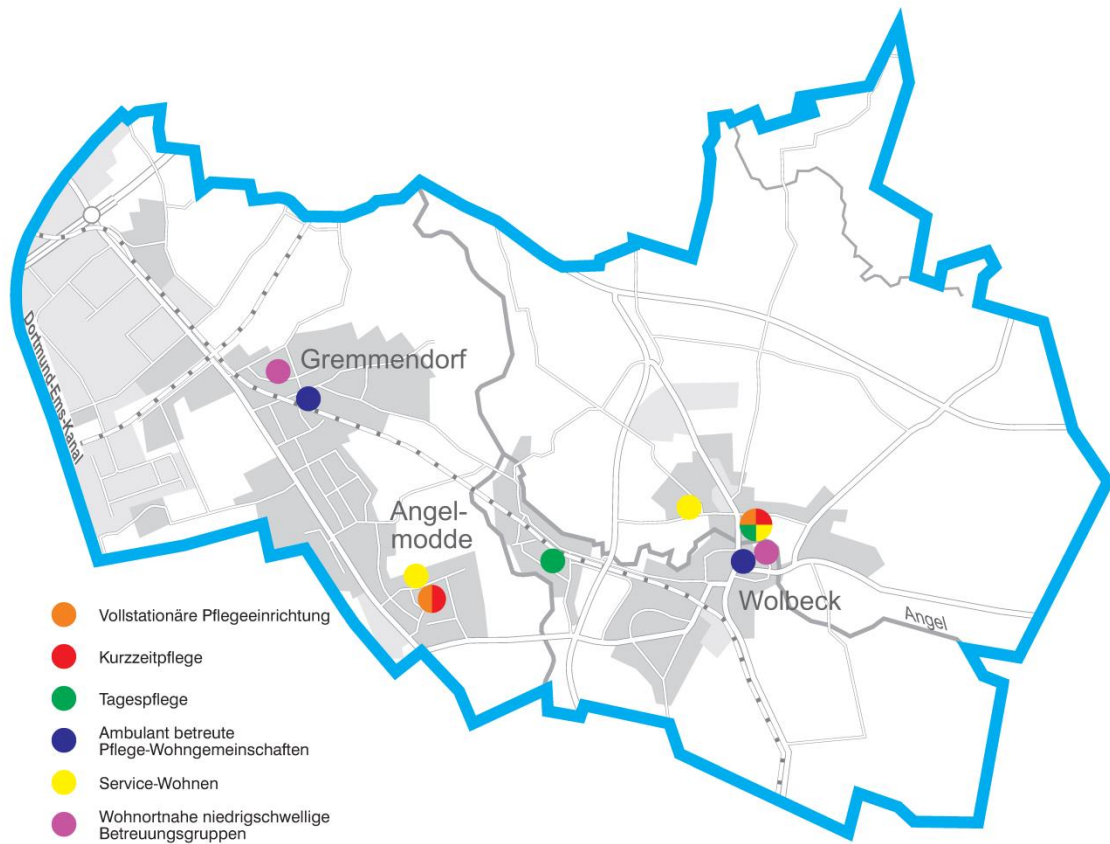 Dortmund-Ems-Kanal
Gremmendorf
Angel-
modde
Wolbeck
Angel
Vollstationäre Pflegeeinrichtung
Kurzzeitpflege
Tagespflege
Ambulant betreute
Pflege-Wohngemeinschaften
Service-Wohnen
Wohnortnahe niedrigschwellige
Betreuungsgruppen